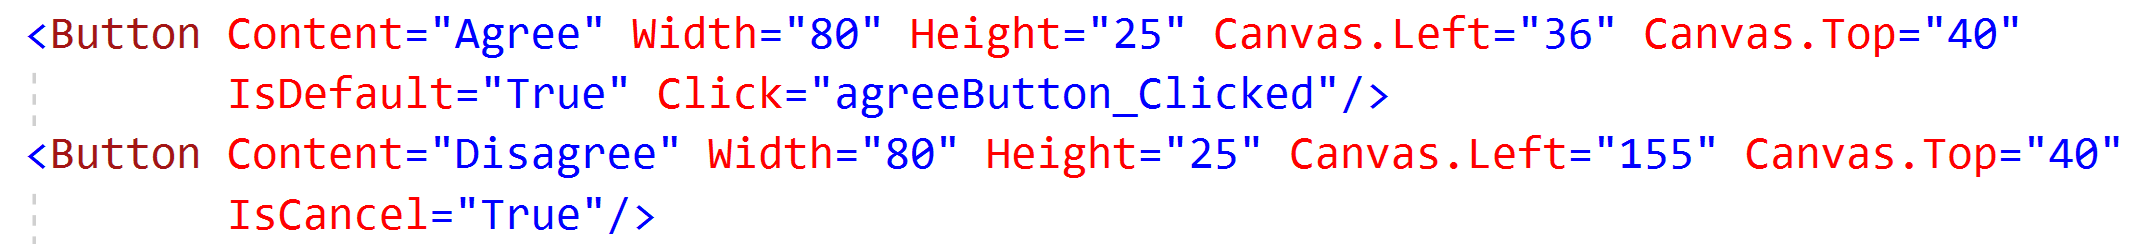 <Button Content="Agree" Width="80" Height="25" Canvas.Left="36" Canvas.Top="40"
IsDefault="True" Click="agreeButton_Clicked"/>
<Button Content="Disagree" Width="80" Height="25" Canvas.Left="155" Canvas.Top="40"
IsCancel="True"/>